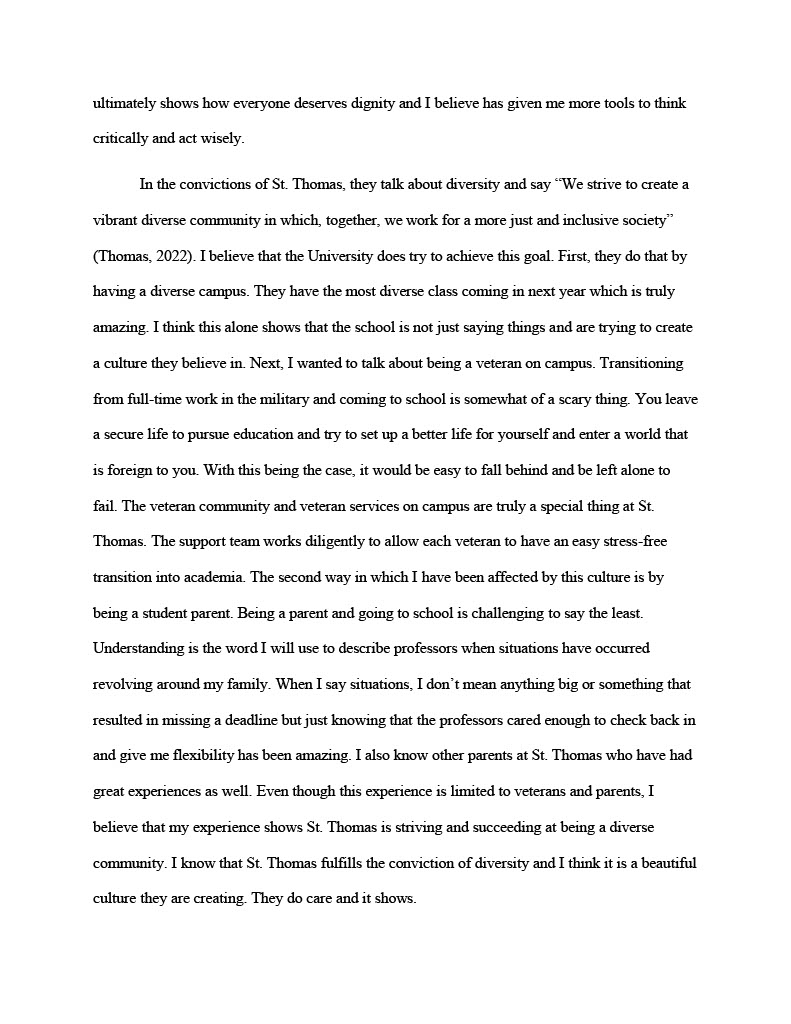 ultimately shows how everyone deserves dignity and I believe has given me more tools to think
critically and act wisely.
In the convictions of St. Thomas, they talk about diversity and say “We strive to create a
vibrant diverse community in which, together, we work for a more just and inclusive society”
(Thomas, 2022). I believe that the University does try to achieve this goal. First, they do that by
having a diverse campus. They have the most diverse class coming in next year which is truly
amazing. I think this alone shows that the school is not just saying things and are trying to create
a culture they believe in. Next, I wanted to talk about being a veteran on campus. Transitioning
from full-time work in the military and coming to school is somewhat of a scary thing. You leave
a secure life to pursue education and try to set up a better life for yourself and enter a world that
is foreign to you. With this being the case, it would be easy to fall behind and be left alone to
fail. The veteran community and veteran services on campus are truly a special thing at St.
Thomas. The support team works diligently to allow each veteran to have an easy stress-free
transition into academia. The second way in which I have been affected by this culture is by
being a student parent. Being a parent and going to school is challenging to say the least.
Understanding is the word I will use to describe professors when situations have occurred
revolving around my family. When I say situations, I don’t mean anything big or something that
resulted in missing a deadline but just knowing that the professors cared enough to check back in
and give me flexibility has been amazing. I also know other parents at St. Thomas who have had
great experiences as well. Even though this experience is limited to veterans and parents, I
believe that my experience shows St. Thomas is striving and succeeding at being a diverse
community. I know that St. Thomas fulfills the conviction of diversity and I think it is a beautiful
culture they are creating. They do care and it shows.